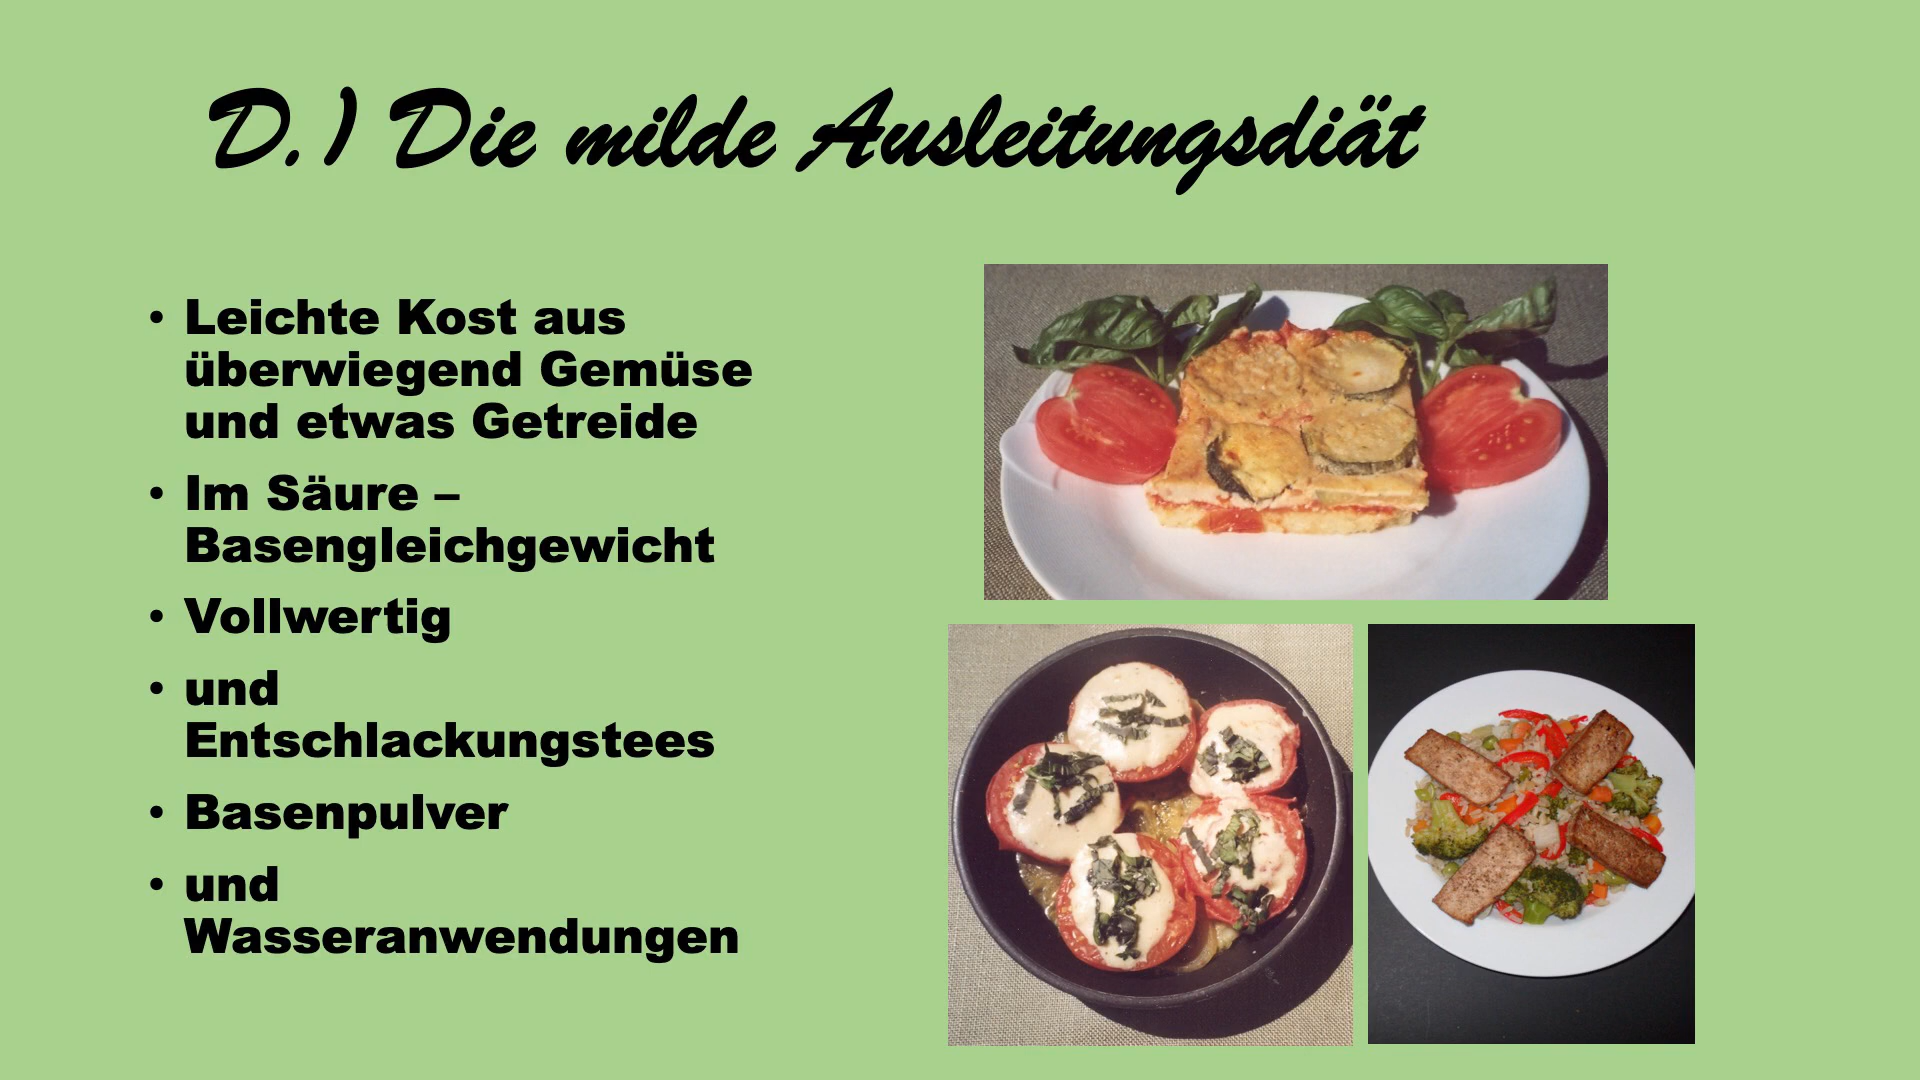 D.) Die milde Ausleitungsdiät
• Leichte Kost aus
überwiegend Gemüse
und etwas Getreide
• Im Säure –
Basengleichgewicht
• Vollwertig
• und
Entschlackungstees
• Basenpulver
• und
Wasseranwendungen